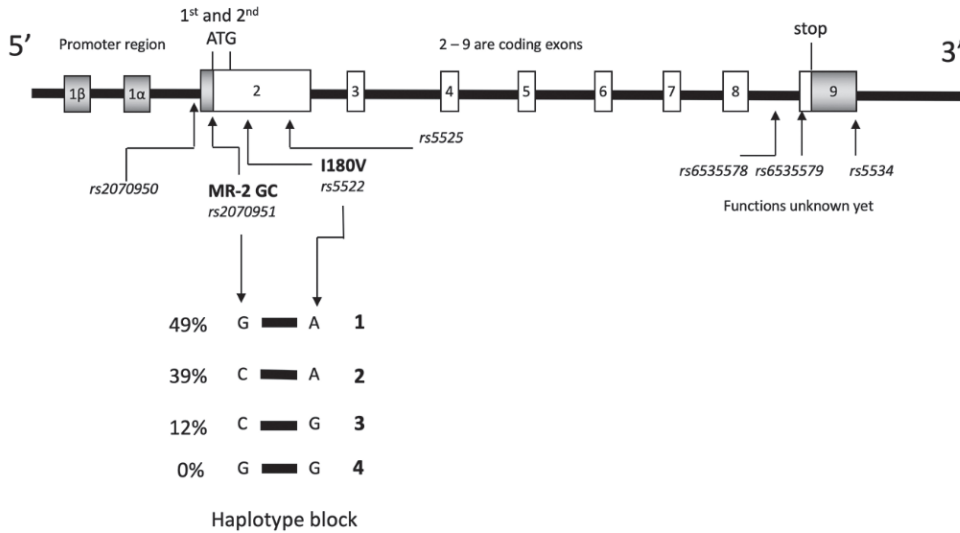 1st and 2nd
ATG
stop
5’
Promoter region
2 – 9 are coding exons
3’
1β
1α
2
3
4
5
6
7
8
9
rs5525
rs2070950
I180V
rs5522
MR-2 GC
rs2070951
rs6535578
rs6535579
rs5534
Functions unknown yet
49% G A 1
39% C A 2
12% C G 3
0% G G 4
Haplotype block